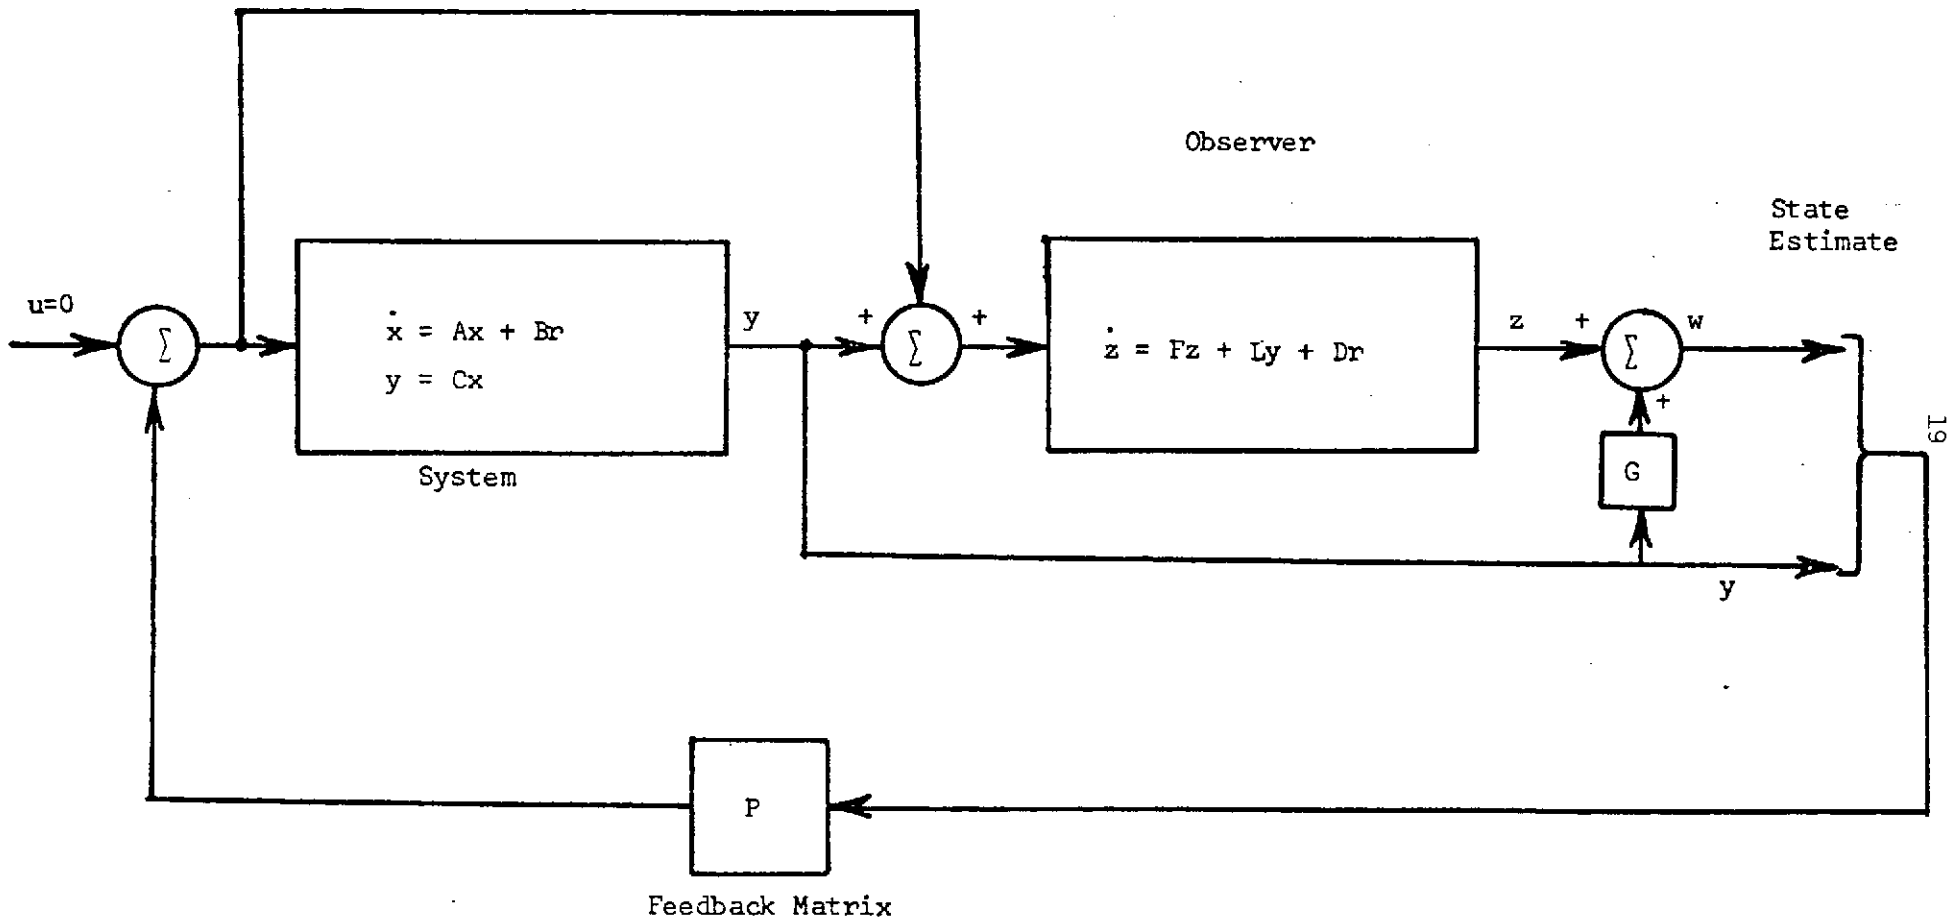 Observer
State
Estimate
u=0
Σ
ẋ = Ax + Br
y = Cx
System
y
+
Σ
+
ż = Fz + Ly + Dr
z
+
Σ
w
+
G
y
19
P
Feedback Matrix